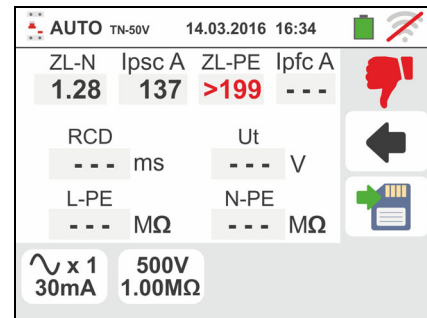 AUTO TN-50V 14.03.2016 16:34
ZL-N Ipsc A ZL-PE Ipfc A
1.28 137 >199 - - -
RCD Ut
- - - ms - - - V
L-PE N-PE
- - - MΩ - - - MΩ
x 1 500V
30mA 1.00MΩ